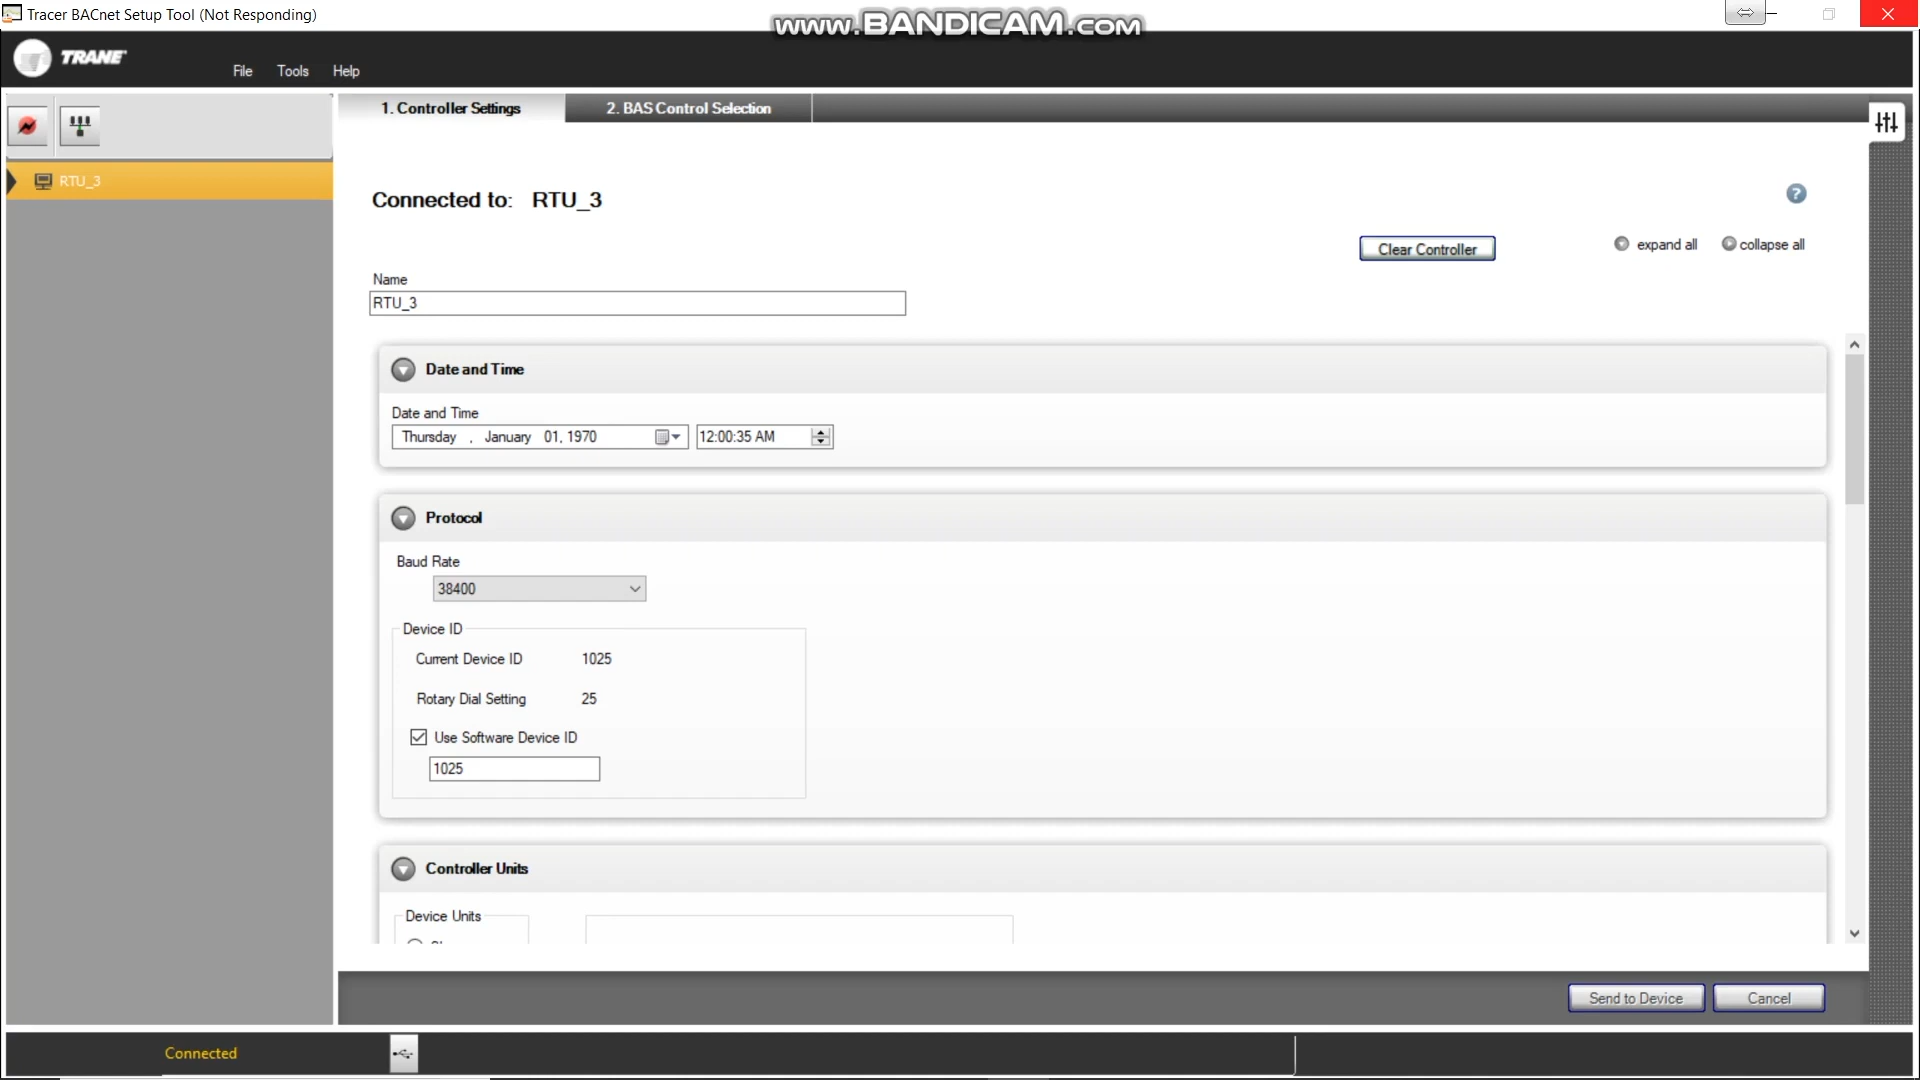 Tracer BACnet Setup Tool (Not Responding)
www.BANDICAM.com
TRANE
File Tools Help
1. Controller Settings
2. BAS Control Selection
RTU_3
Connected to: RTU_3
Clear Controller
expand all
collapse all
Name
RTU_3
Date and Time
Date and Time
Thursday , January 01, 1970
12:00:35 AM
Protocol
Baud Rate
38400
Device ID
Current Device ID 1025
Rotary Dial Setting 25
Use Software Device ID
1025
Controller Units
Device Units
Send to Device
Cancel
Connected